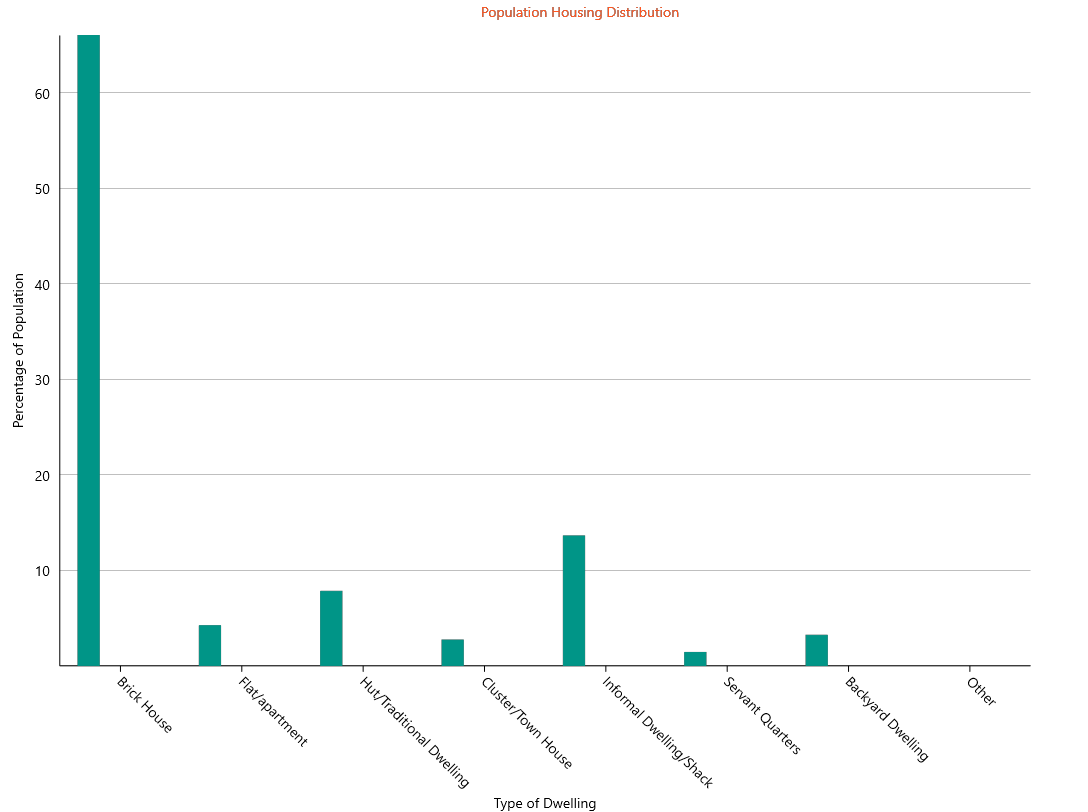 Population Housing Distribution
60
50
40
30
20
10
Percentage of Population
Brick House
Flat/apartment
Hut/Traditional Dwelling
Cluster/Town House
Informal Dwelling/Shack
Servant Quarters
Backyard Dwelling
Other
Type of Dwelling